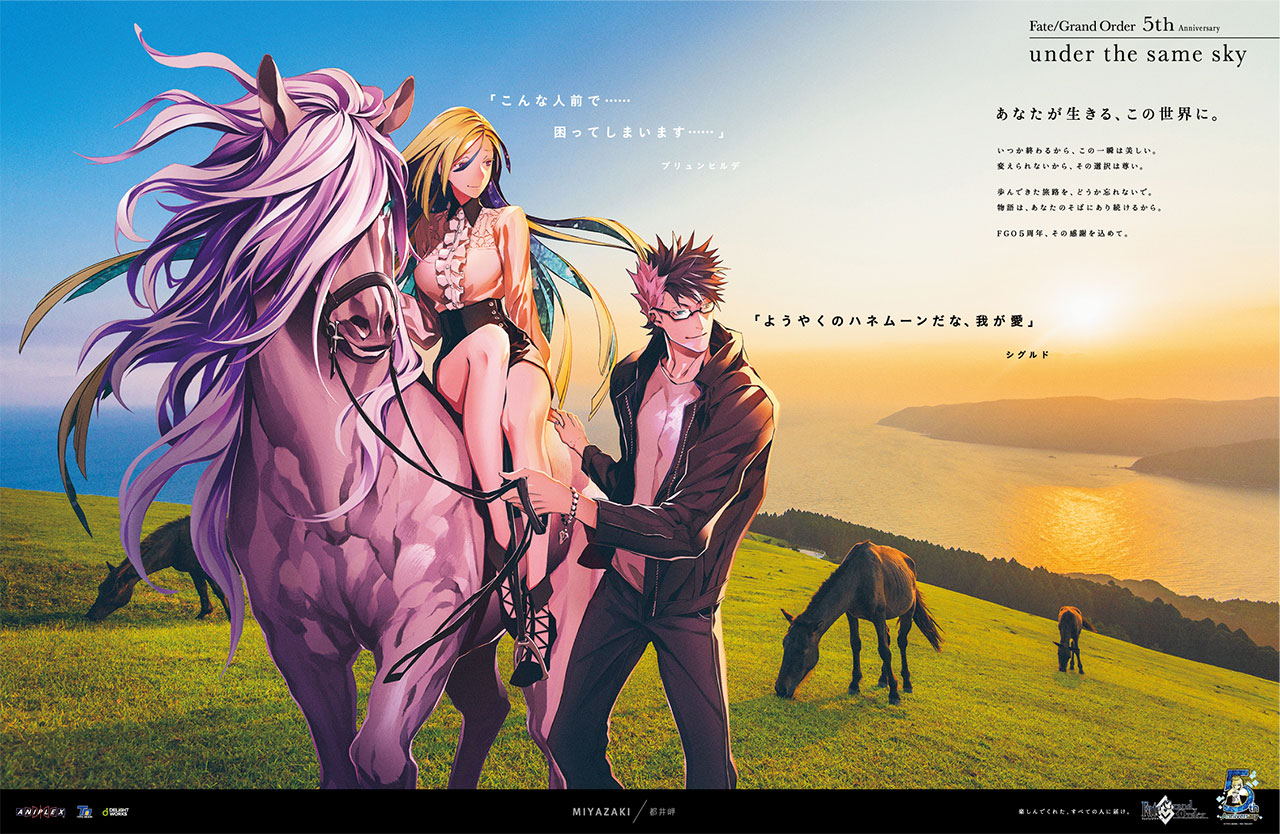 Fate/Grand Order 5th Anniversary
under the same sky
「こんな人前で……
困ってしまいます……」
ブリュンヒルデ
あなたが生きる、この世界に。
いつか終わるから、この一瞬は美しい。
変えられないから、その選択は尊い。
歩んできた旅路を、どうか忘れないで。
物語は、あなたのそばにあり続けるから。
FGO5周年、その感謝を込めて。
「ようやくのハネムーンだな、我が愛」
シグルド
ANIPLEX
DELIGHT
WORKS
MIYAZAKI / 都井岬
楽しんでくれた、すべての人に届け。
Fate
Grand Order
5th
Anniversary